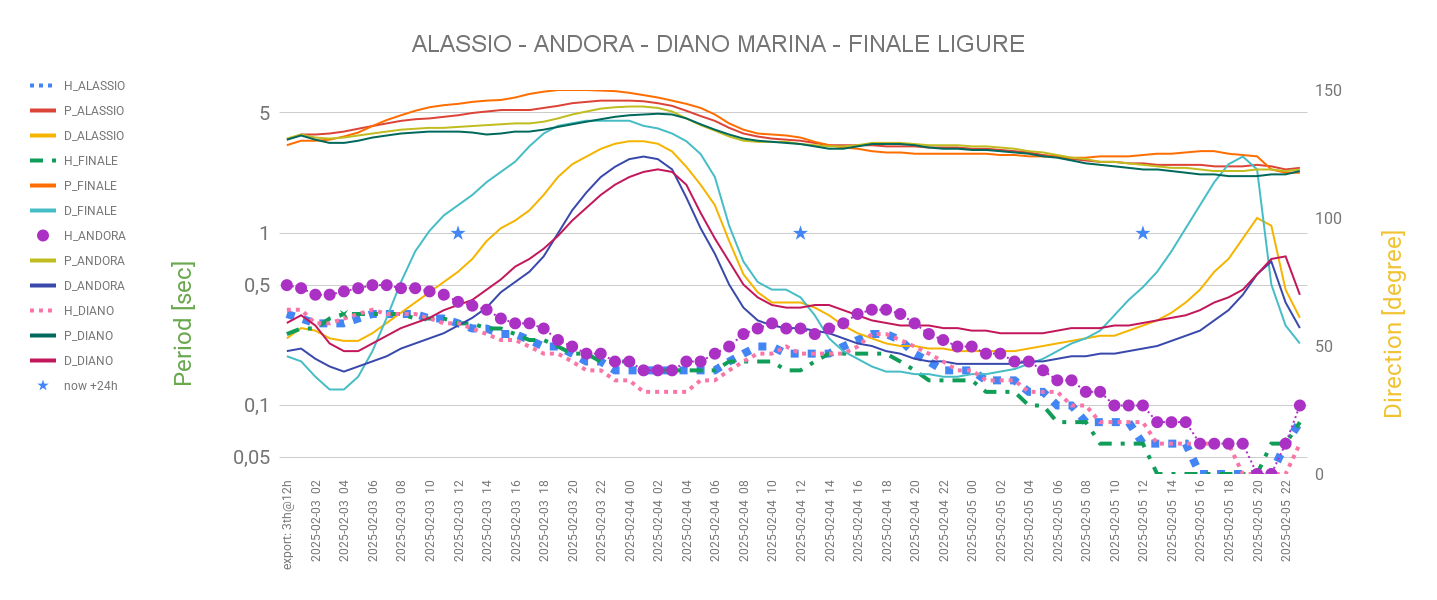 ALASSIO - ANDORA - DIANO MARINA - FINALE LIGURE
H_ALASSIO
P_ALASSIO
D_ALASSIO
H_FINALE
P_FINALE
D_FINALE
H_ANDORA
P_ANDORA
D_ANDORA
H_DIANO
P_DIANO
D_DIANO
now +24h
Period [sec]
5
1
0,5
0,1
0,05
150
100
50
0
Direction [degree]
export: 3th@12h
2025-02-03 02
2025-02-03 04
2025-02-03 06
2025-02-03 08
2025-02-03 10
2025-02-03 12
2025-02-03 14
2025-02-03 16
2025-02-03 18
2025-02-03 20
2025-02-03 22
2025-02-04 00
2025-02-04 02
2025-02-04 04
2025-02-04 06
2025-02-04 08
2025-02-04 10
2025-02-04 12
2025-02-04 14
2025-02-04 16
2025-02-04 18
2025-02-04 20
2025-02-04 22
2025-02-05 00
2025-02-05 02
2025-02-05 04
2025-02-05 06
2025-02-05 08
2025-02-05 10
2025-02-05 12
2025-02-05 14
2025-02-05 16
2025-02-05 18
2025-02-05 20
2025-02-05 22